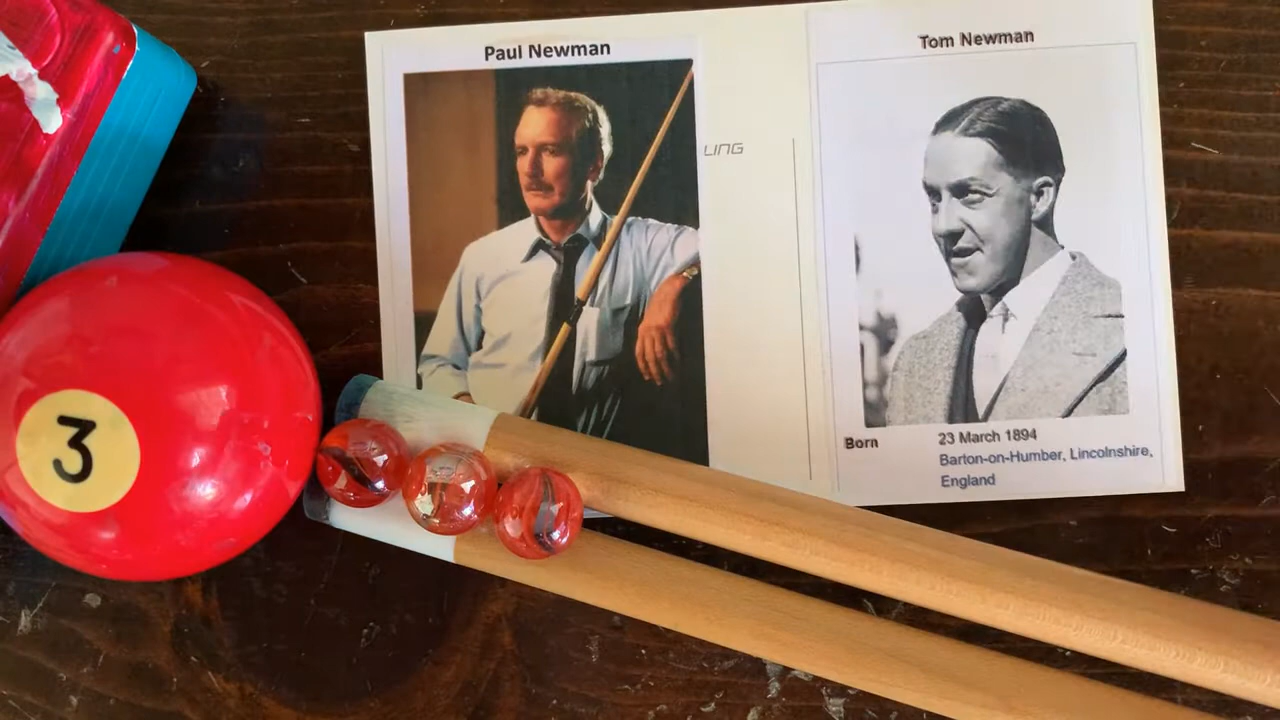 Paul Newman
Tom Newman
LING
3
Born 23 March 1894
Barton-on-Humber, Lincolnshire,
England